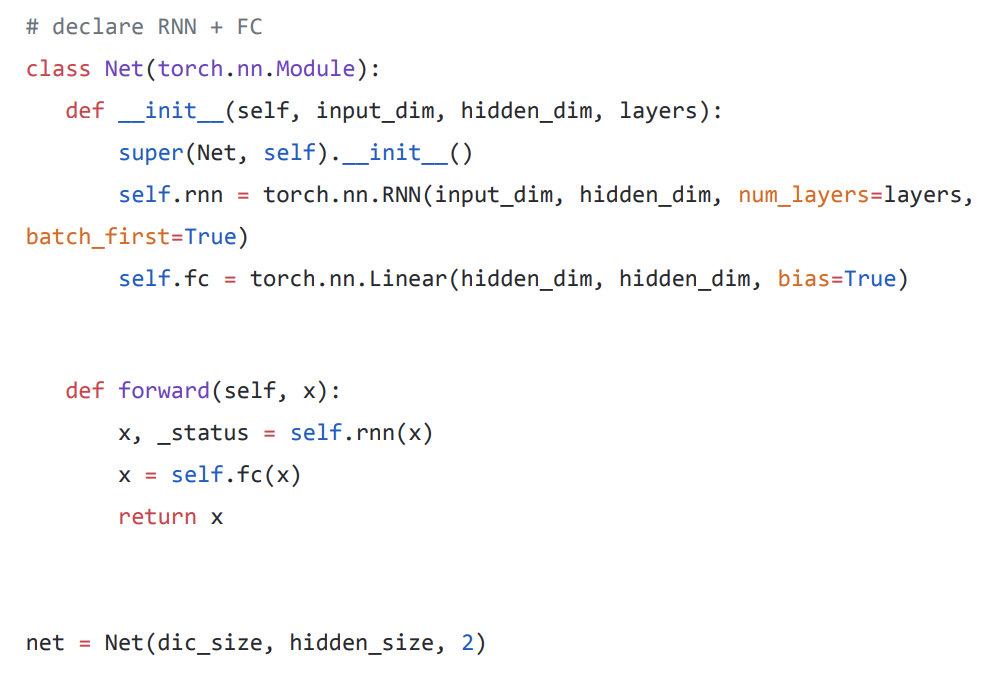 # declare RNN + FC
class Net(torch.nn.Module):
   def __init__(self, input_dim, hidden_dim, layers):
       super(Net, self).__init__()
       self.rnn = torch.nn.RNN(input_dim, hidden_dim, num_layers=layers,
batch_first=True)
       self.fc = torch.nn.Linear(hidden_dim, hidden_dim, bias=True)
   def forward(self, x):
       x, _status = self.rnn(x)
       x = self.fc(x)
       return x
net = Net(dic_size, hidden_size, 2)